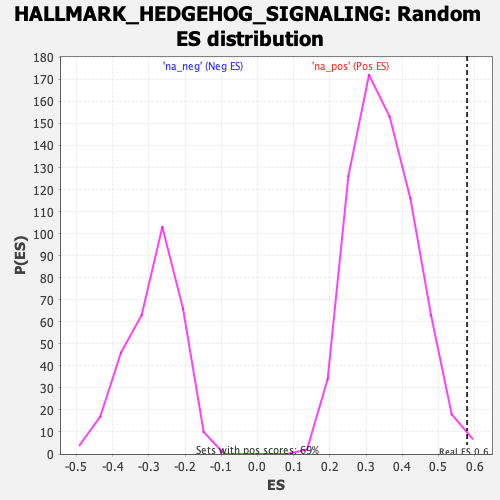 HALLMARK_HEDGEHOG_SIGNALING: Random
ES distribution
'na_neg' (Neg ES)
'na_pos' (Pos ES)
P(ES)
180
170
160
150
140
130
120
110
100
90
80
70
60
50
40
30
20
10
0
Sets with pos scores: 69%
Real ES 0.6
-0.5 -0.4 -0.3 -0.2 -0.1 0.0 0.1 0.2 0.3 0.4 0.5 0.6
ES